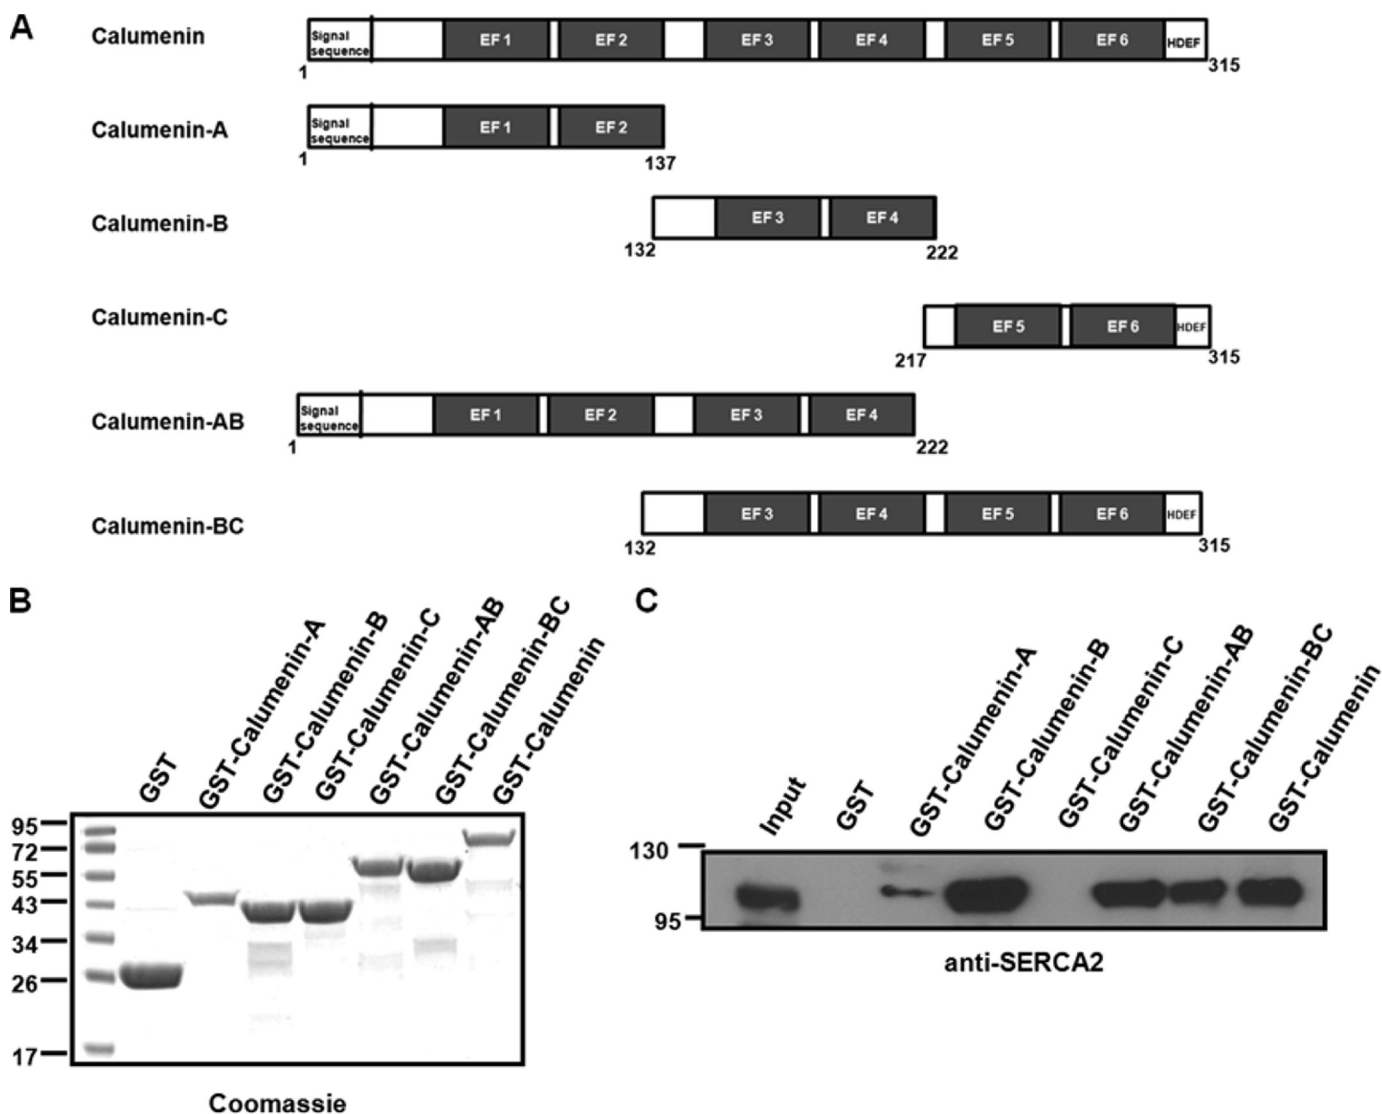 A
Calumenin
Signal
sequence
EF 1
EF 2
EF 3
EF 4
EF 5
EF 6
HDEF
1
315
Calumenin-A
Signal
sequence
EF 1
EF 2
1
137
Calumenin-B
EF 3
EF 4
132
222
Calumenin-C
EF 5
EF 6
HDEF
217
315
Calumenin-AB
Signal
sequence
EF 1
EF 2
EF 3
EF 4
1
222
Calumenin-BC
EF 3
EF 4
EF 5
EF 6
HDEF
132
315
B
GST
GST-Calumenin-A
GST-Calumenin-B
GST-Calumenin-C
GST-Calumenin-AB
GST-Calumenin-BC
GST-Calumenin
95
72
55
43
34
26
17
Coomassie
C
Input
GST
GST-Calumenin-A
GST-Calumenin-B
GST-Calumenin-C
GST-Calumenin-AB
GST-Calumenin-BC
GST-Calumenin
130
95
anti-SERCA2